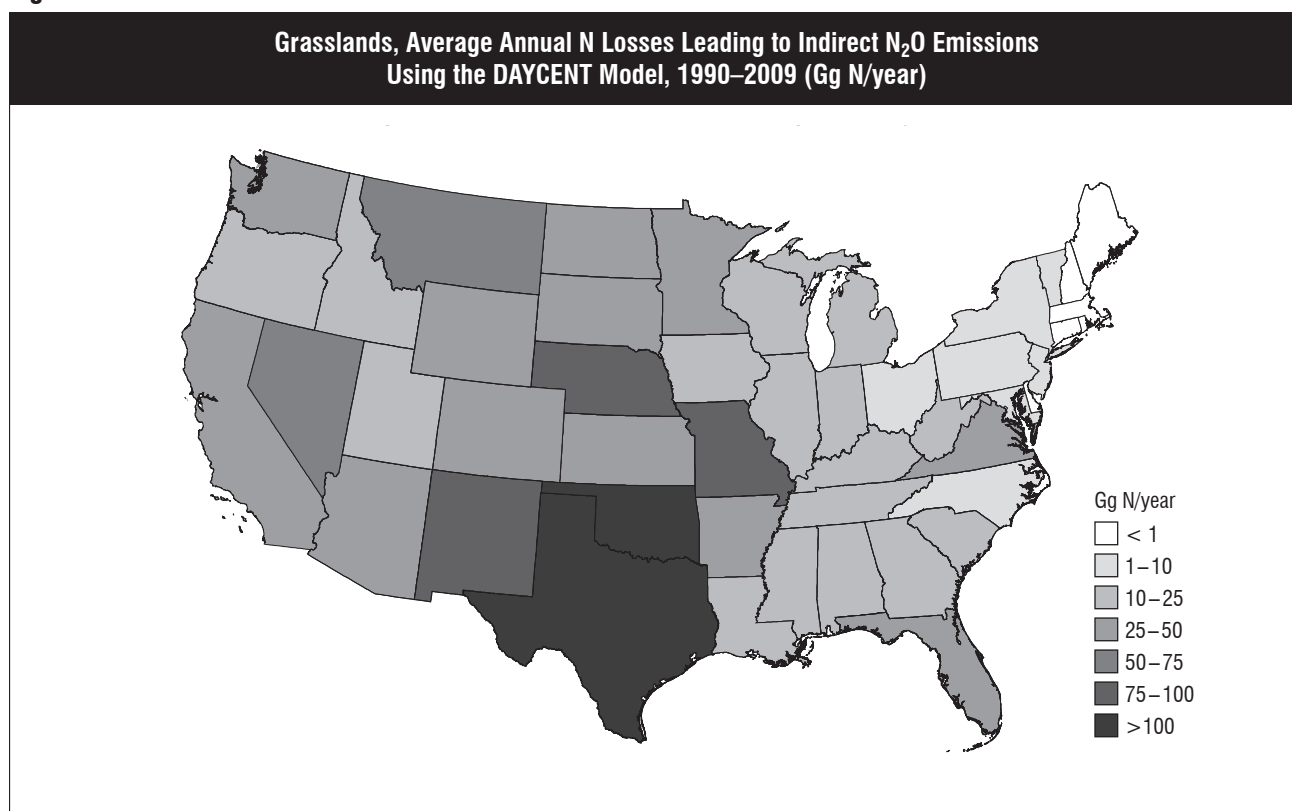 Grasslands, Average Annual N Losses Leading to Indirect N₂O Emissions
Using the DAYCENT Model, 1990–2009 (Gg N/year)
Gg N/year
< 1
1–10
10–25
25–50
50–75
75–100
>100